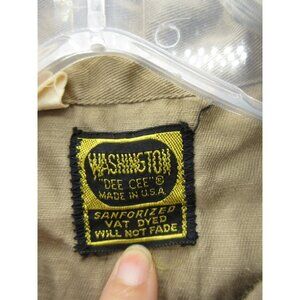 WASHINGTON
"DEE CEE"®
MADE IN U.S.A.
SANFORIZED
VAT DYED
WILL NOT FADE